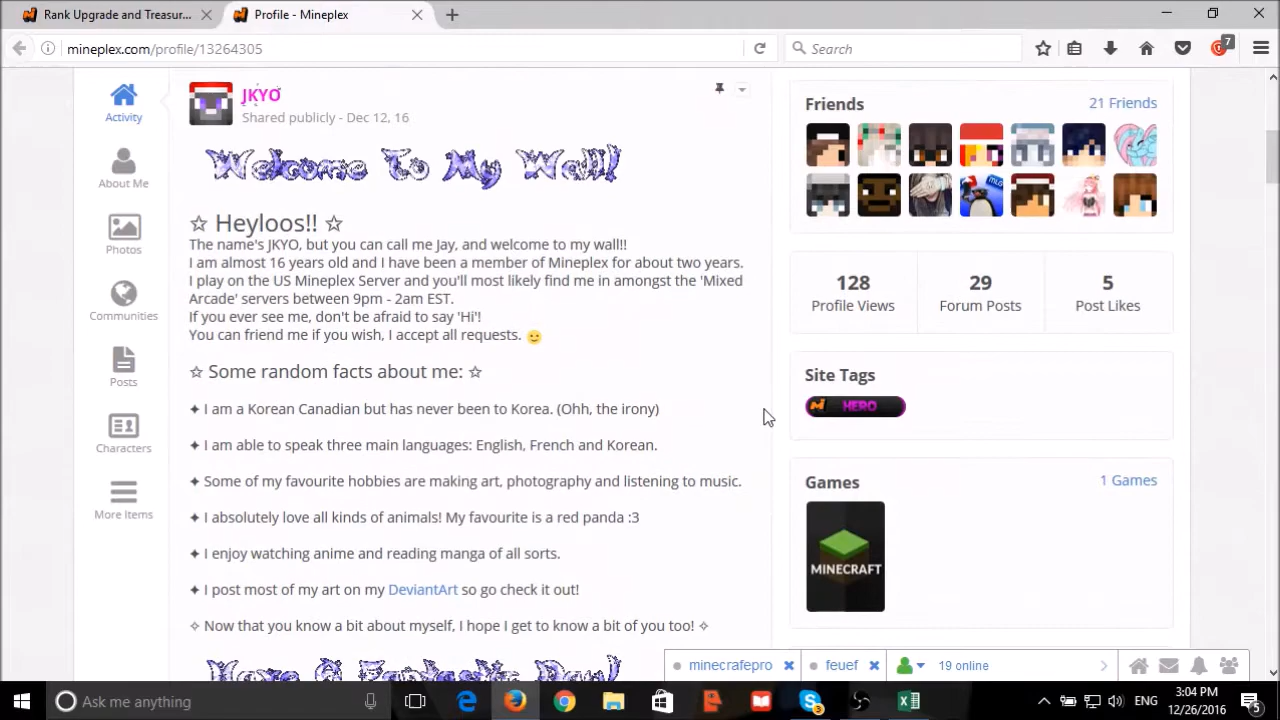 Rank Upgrade and Treasur...
Profile - Mineplex
mineplex.com/profile/13264305
Search
7
Activity
About Me
Photos
Communities
Posts
Characters
More Items
JKYO
Shared publicly - Dec 12, 16
Welcome To My Wall!
☆ Heyloos!! ☆
The name's JKYO, but you can call me Jay, and welcome to my wall!!
I am almost 16 years old and I have been a member of Mineplex for about two years.
I play on the US Mineplex Server and you'll most likely find me in amongst the 'Mixed
Arcade' servers between 9pm - 2am EST.
If you ever see me, don't be afraid to say 'Hi'!
You can friend me if you wish, I accept all requests.
☆ Some random facts about me: ☆
✦ I am a Korean Canadian but has never been to Korea. (Ohh, the irony)
✦ I am able to speak three main languages: English, French and Korean.
✦ Some of my favourite hobbies are making art, photography and listening to music.
✦ I absolutely love all kinds of animals! My favourite is a red panda :3
✦ I enjoy watching anime and reading manga of all sorts.
✦ I post most of my art on my DeviantArt so go check it out!
✧ Now that you know a bit about myself, I hope I get to know a bit of you too! ✧
Have A Fantastic Day!
Friends
21 Friends
128
Profile Views
29
Forum Posts
5
Post Likes
Site Tags
HERO
Games
1 Games
MINECRAFT
minecrafepro
feuef
19 online
Ask me anything
3
ENG
3:04 PM
12/26/2016
5